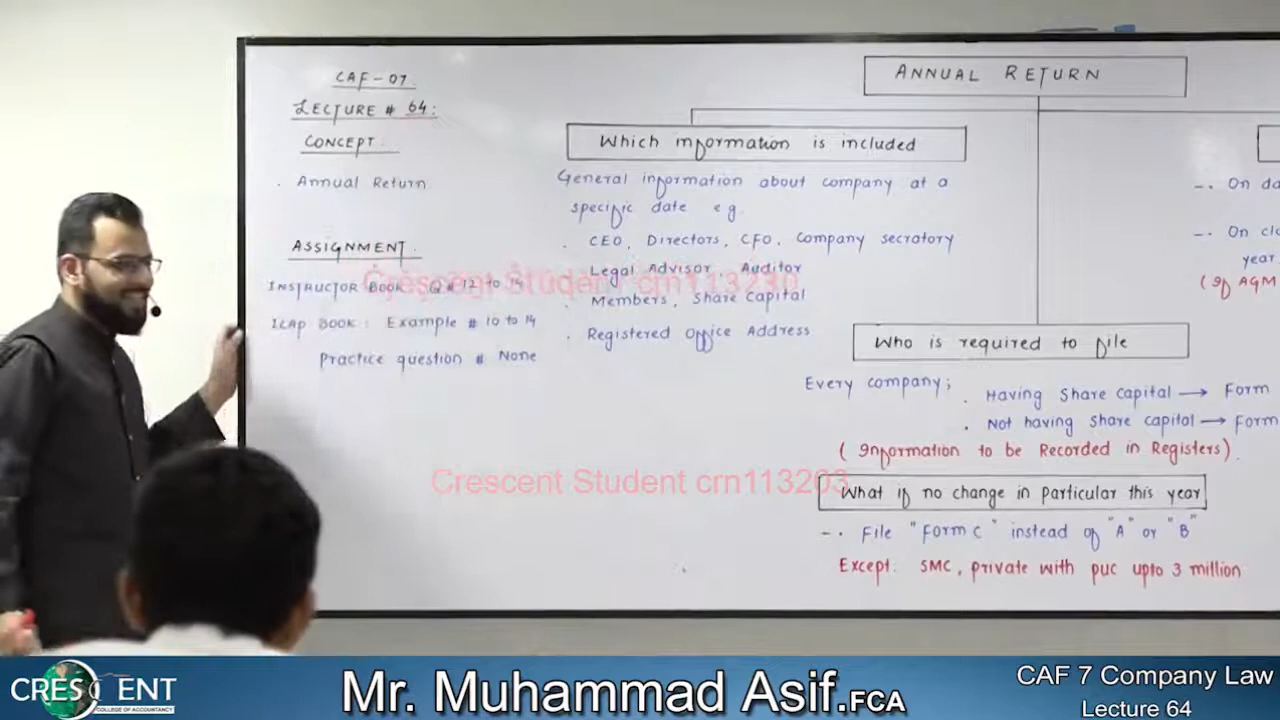 CAF - 07
LECTURE # 64:
CONCEPT
. Annual Return
ASSIGNMENT.
INSTRUCTOR BOOK: Q # 12 to 14
ICAP BOOK: Example # 10 to 14
Practice question # None
ANNUAL RETURN
Which information is included
General information about company at a
specific date e.g.
. CEO, Directors, CFO, Company secratory
Legal Advisor, Auditor
. Members, Share Capital
. Registered Office Address
Who is required to file
Every company;
. Having Share Capital → Form
. Not having Share Capital → Form
( Information to be Recorded in Registers).
What if no change in particular this year
-. File "Form C" instead of "A" or "B"
Except: SMC, private with puc upto 3 million
-. On da
-. On clo
year
( If AGM
Crescent Student crn113203
CRESCENT
COLLEGE OF ACCOUNTANCY
Mr. Muhammad Asif.FCA
CAF 7 Company Law
Lecture 64